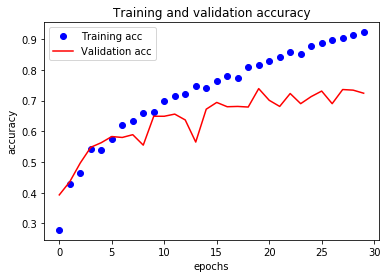 Training and validation accuracy
Training acc
Validation acc
accuracy
0.9
0.8
0.7
0.6
0.5
0.4
0.3
0 5 10 15 20 25 30
epochs